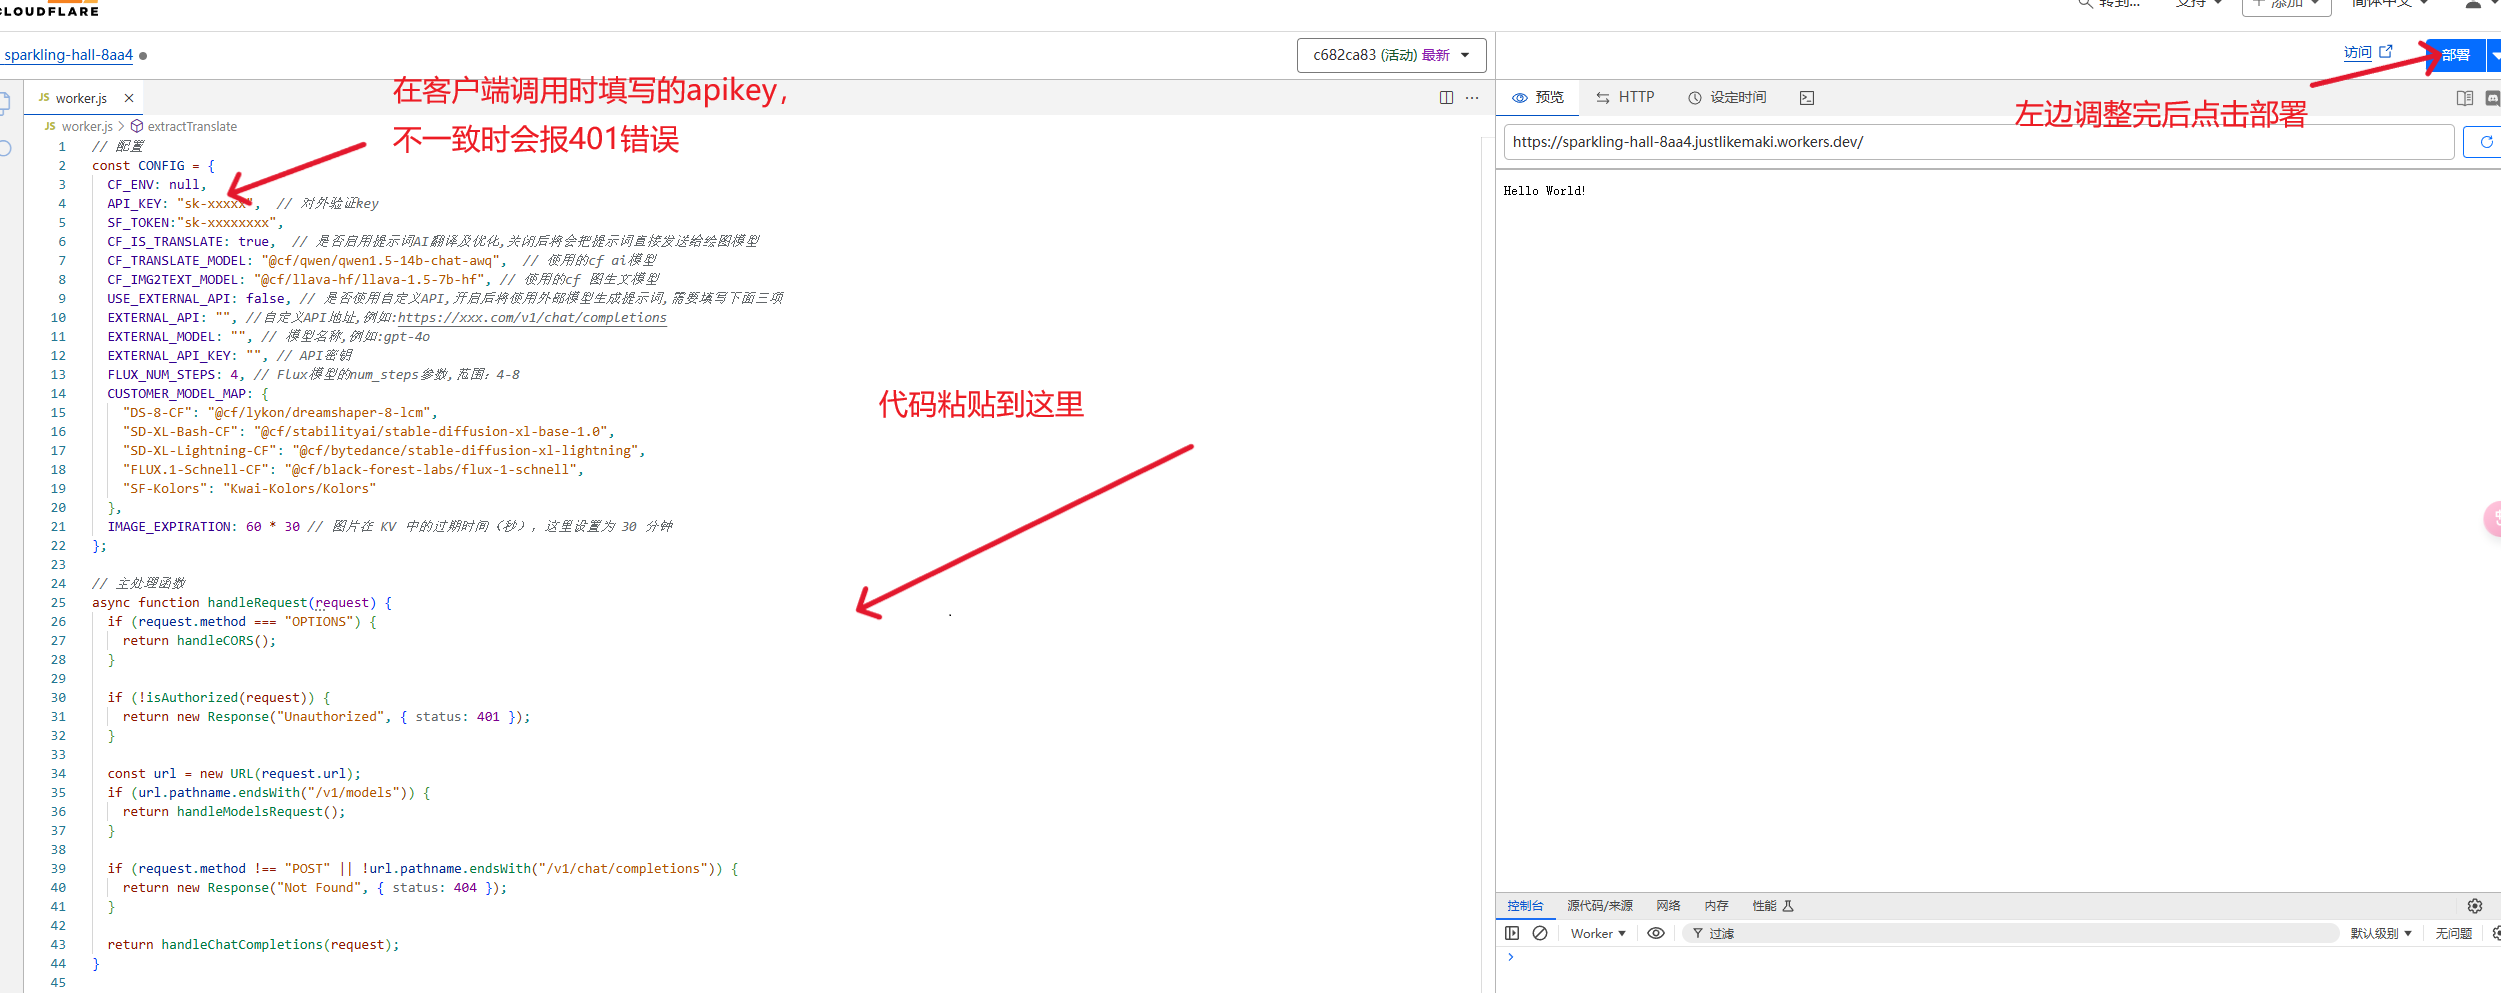 CLOUDFLARE
转到...
支持
添加
简体中文
sparkling-hall-8aa4
c682ca83 (活动) 最新
访问
部署
JS worker.js
在客户端调用时填写的apikey，
不一致时会报401错误
预览
HTTP
设定时间
左边调整完后点击部署
JS worker.js > extractTranslate
https://sparkling-hall-8aa4.justlikemaki.workers.dev/
Hello World!
1 // 配置
2 const CONFIG = {
3 CF_ENV: null,
4 API_KEY: "sk-xxxxx", // 对外验证key
5 SF_TOKEN:"sk-xxxxxxxx",
6 CF_IS_TRANSLATE: true, // 是否启用提示词AI翻译及优化,关闭后将会把提示词直接发送给绘图模型
7 CF_TRANSLATE_MODEL: "@cf/qwen/qwen1.5-14b-chat-awq", // 使用的cf ai模型
8 CF_IMG2TEXT_MODEL: "@cf/llava-hf/llava-1.5-7b-hf", // 使用的cf 图生文模型
9 USE_EXTERNAL_API: false, // 是否使用自定义API,开启后将使用外部模型生成提示词,需要填写下面三项
10 EXTERNAL_API: "", //自定义API地址,例如:https://xxx.com/v1/chat/completions
11 EXTERNAL_MODEL: "", // 模型名称,例如:gpt-4o
12 EXTERNAL_API_KEY: "", // API密钥
13 FLUX_NUM_STEPS: 4, // Flux模型的num_steps参数,范围：4-8
14 CUSTOMER_MODEL_MAP: {
15 "DS-8-CF": "@cf/lykon/dreamshaper-8-lcm",
16 "SD-XL-Bash-CF": "@cf/stabilityai/stable-diffusion-xl-base-1.0",
17 "SD-XL-Lightning-CF": "@cf/bytedance/stable-diffusion-xl-lightning",
18 "FLUX.1-Schnell-CF": "@cf/black-forest-labs/flux-1-schnell",
19 "SF-Kolors": "Kwai-Kolors/Kolors"
20 },
21 IMAGE_EXPIRATION: 60 * 30 // 图片在 KV 中的过期时间（秒），这里设置为 30 分钟
22 };
23
24 // 主处理函数
25 async function handleRequest(request) {
26 if (request.method === "OPTIONS") {
27 return handleCORS();
28 }
29
30 if (!isAuthorized(request)) {
31 return new Response("Unauthorized", { status: 401 });
32 }
33
34 const url = new URL(request.url);
35 if (url.pathname.endsWith("/v1/models")) {
36 return handleModelsRequest();
37 }
38
39 if (request.method !== "POST" || !url.pathname.endsWith("/v1/chat/completions")) {
40 return new Response("Not Found", { status: 404 });
41 }
42
43 return handleChatCompletions(request);
44 }
45
代码粘贴到这里
控制台
源代码/来源
网络
内存
性能
Worker
过滤
默认级别
无问题